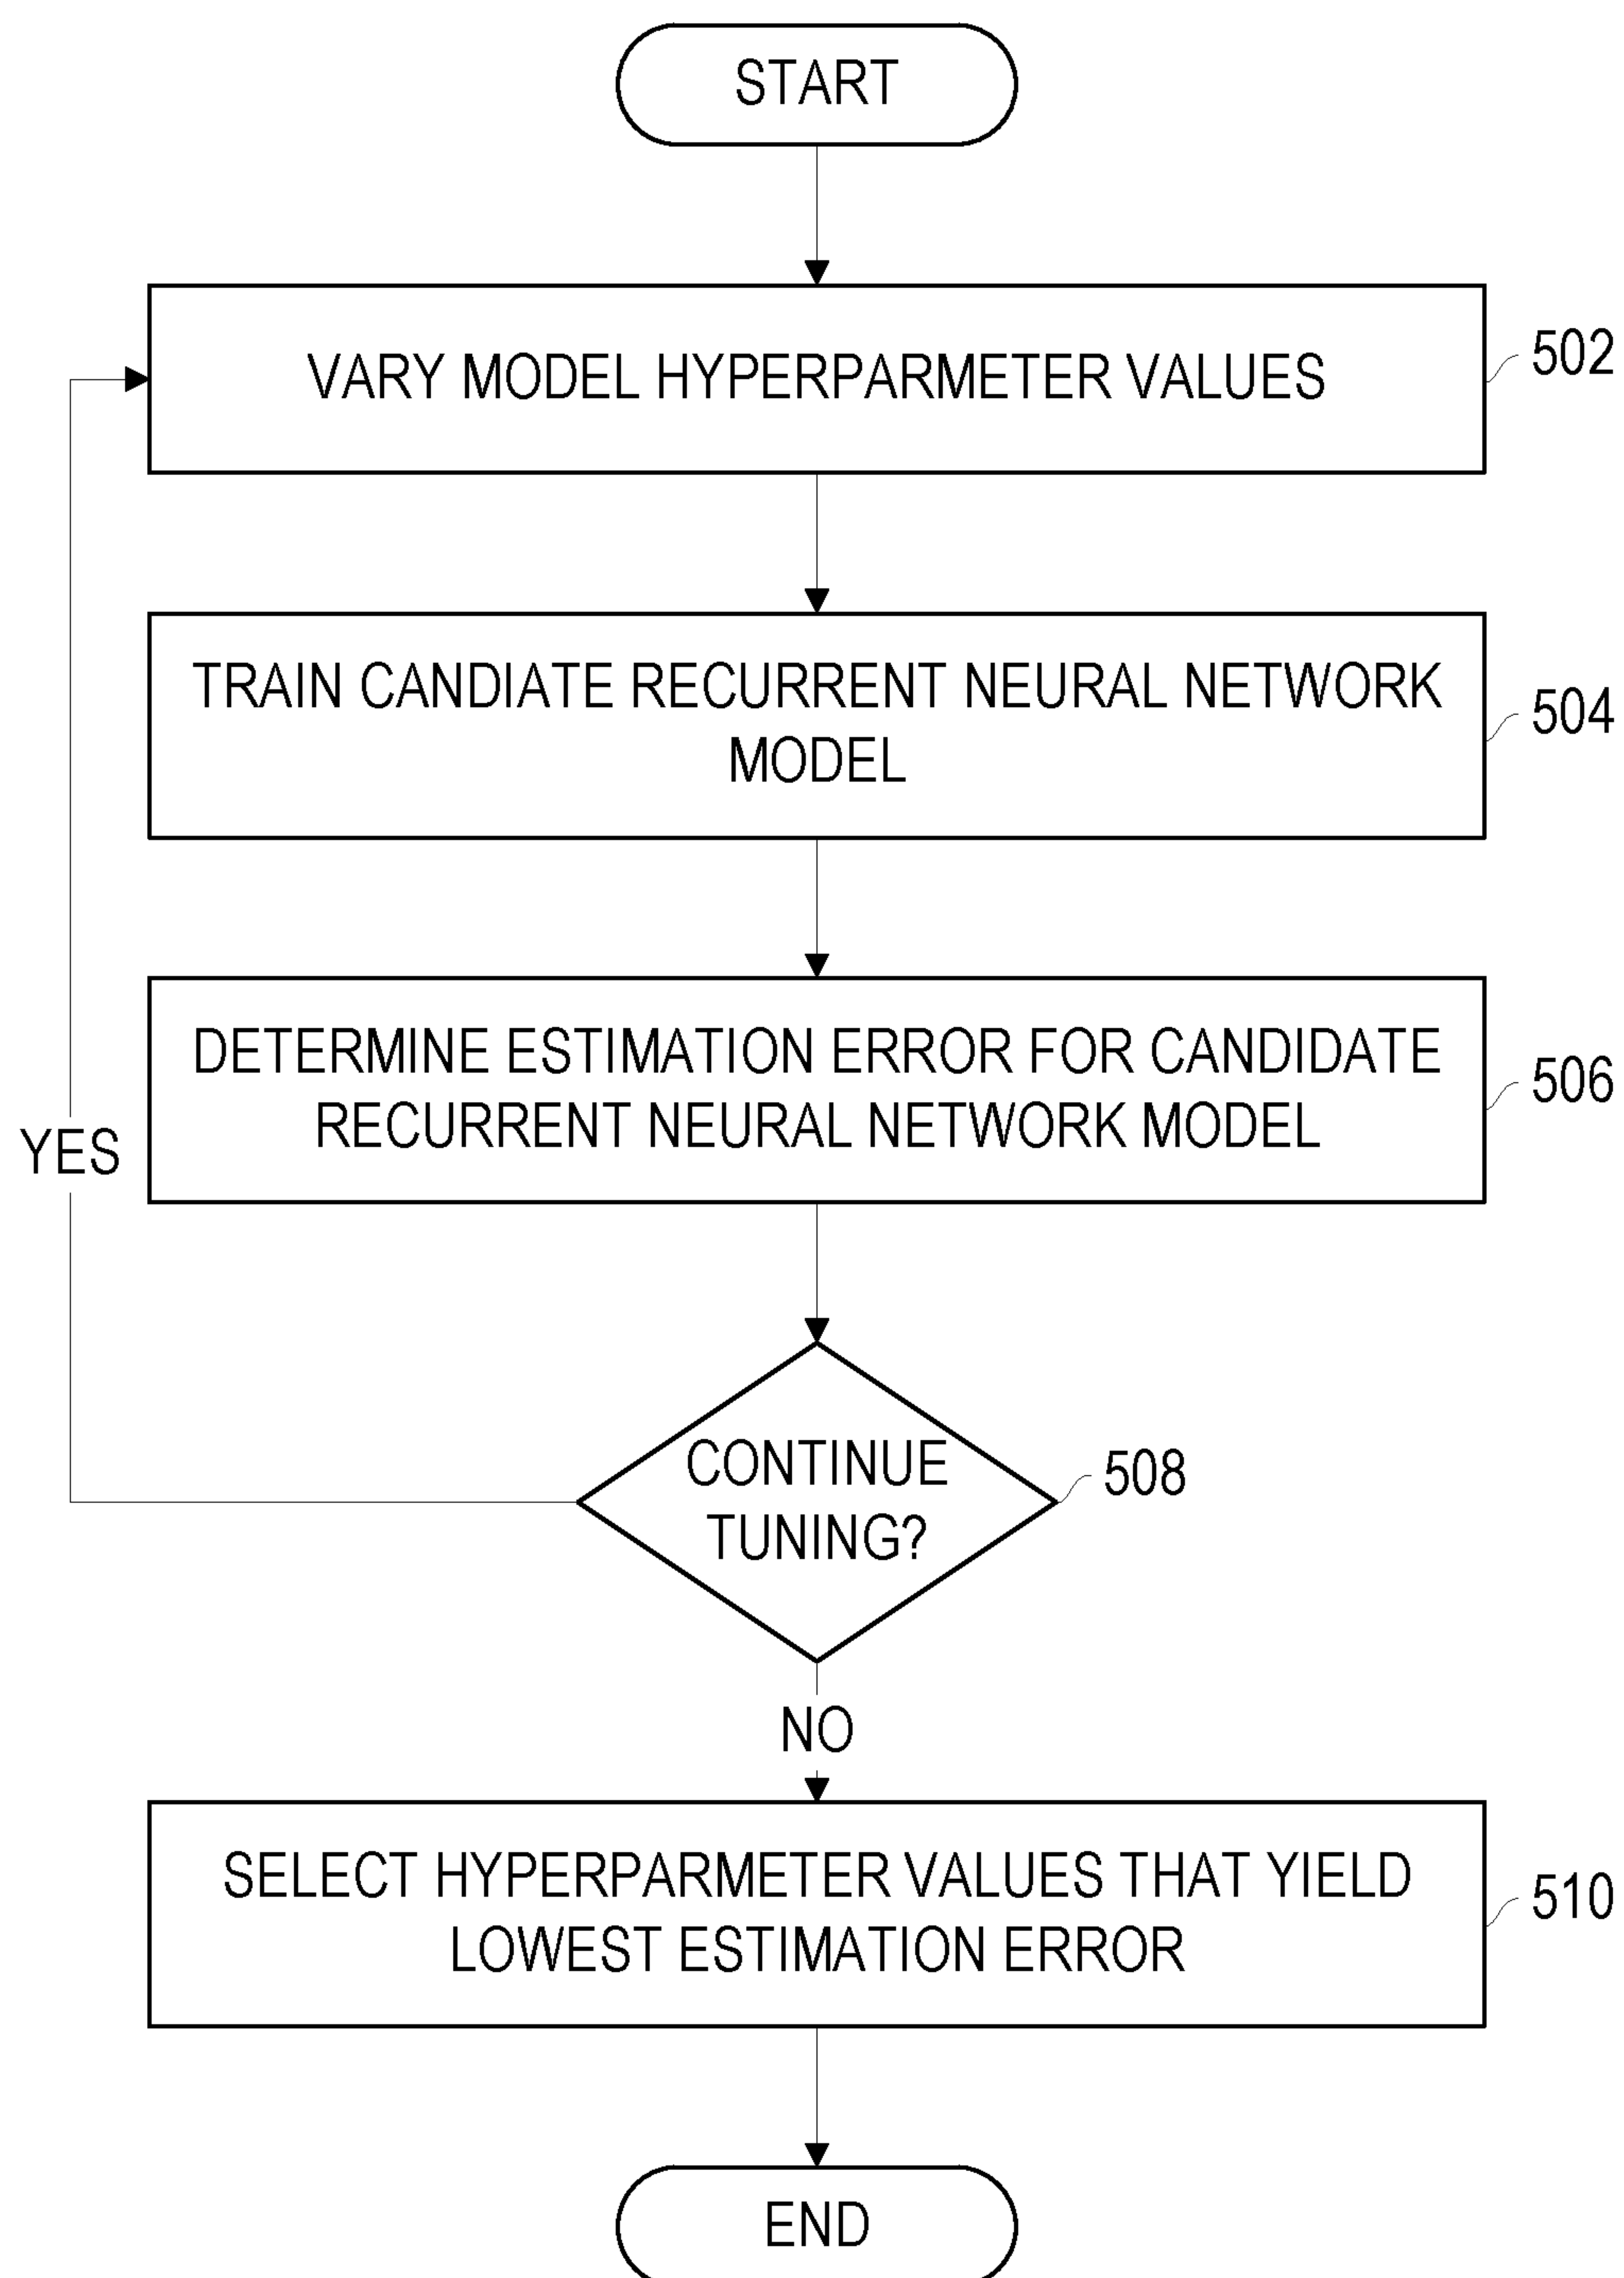 START
VARY MODEL HYPERPARMETER VALUES
502
TRAIN CANDIATE RECURRENT NEURAL NETWORK
MODEL
504
DETERMINE ESTIMATION ERROR FOR CANDIDATE
RECURRENT NEURAL NETWORK MODEL
506
YES
CONTINUE
TUNING?
508
NO
SELECT HYPERPARMETER VALUES THAT YIELD
LOWEST ESTIMATION ERROR
510
END